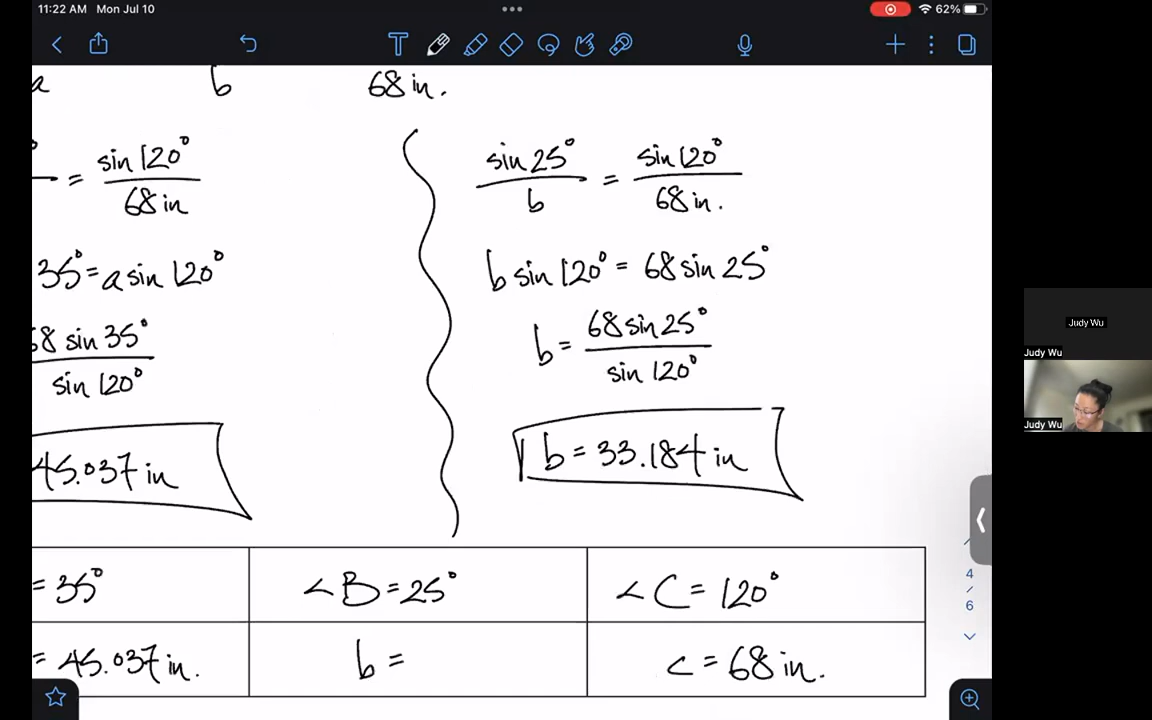 11:22 AM Mon Jul 10
62%
a b 68 in.
= sin 120° / 68 in
35° = a sin 120°
68 sin 35° / sin 120°
45.037 in
sin 25° / b = sin 120° / 68 in.
b sin 120° = 68 sin 25°
b = 68 sin 25° / sin 120°
b = 33.184 in
= 35° ∠B = 25° ∠C = 120°
= 45.037 in. b = c = 68 in.
4 / 6
Judy Wu
Judy Wu
Judy Wu